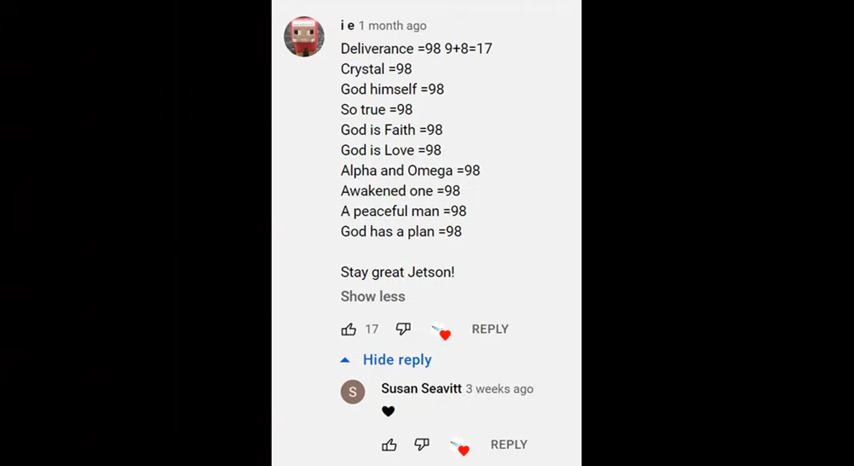 i e 1 month ago
Deliverance =98 9+8=17
Crystal =98
God himself =98
So true =98
God is Faith =98
God is Love =98
Alpha and Omega =98
Awakened one =98
A peaceful man =98
God has a plan =98
Stay great Jetson!
Show less
17 REPLY
Hide reply
S Susan Seavitt 3 weeks ago
🖤
REPLY